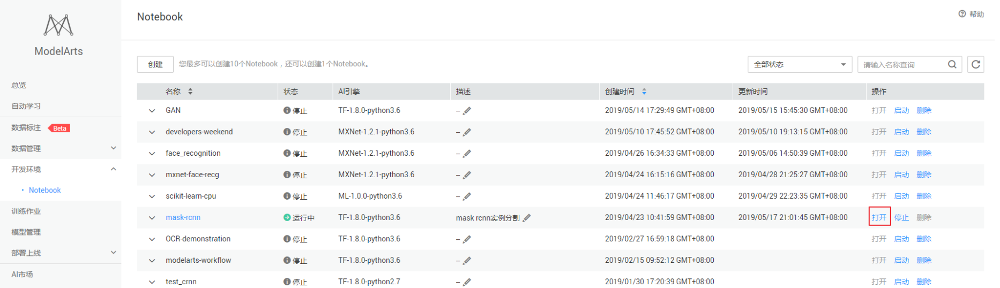 ModelArts
总览
自动学习
数据标注 Beta
数据管理
开发环境
• Notebook
训练作业
模型管理
部署上线
AI市场
Notebook
帮助
创建 您最多可以创建10个Notebook，还可以创建1个Notebook。 全部状态 请输入名称查询
名称 状态 AI引擎 描述 创建时间 更新时间 操作
GAN 停止 TF-1.8.0-python3.6 -- 2019/05/14 17:29:49 GMT+08:00 2019/05/15 15:45:30 GMT+08:00 打开 启动 删除
developers-weekend 停止 MXNet-1.2.1-python3.6 -- 2019/05/10 17:45:52 GMT+08:00 2019/05/10 19:13:15 GMT+08:00 打开 启动 删除
face_recognition 停止 MXNet-1.2.1-python3.6 -- 2019/04/26 16:34:33 GMT+08:00 2019/05/06 14:50:39 GMT+08:00 打开 启动 删除
mxnet-face-recg 停止 MXNet-1.2.1-python3.6 -- 2019/04/24 16:15:16 GMT+08:00 2019/04/28 21:25:27 GMT+08:00 打开 启动 删除
scikit-learn-cpu 停止 ML-1.0.0-python3.6 -- 2019/04/24 11:46:17 GMT+08:00 2019/04/29 22:23:35 GMT+08:00 打开 启动 删除
mask-rcnn 运行中 TF-1.8.0-python3.6 mask rcnn实例分割 2019/04/23 10:41:59 GMT+08:00 2019/05/17 21:01:45 GMT+08:00 打开 停止 删除
OCR-demonstration 停止 TF-1.8.0-python3.6 -- 2019/02/27 16:59:18 GMT+08:00 打开 启动 删除
modelarts-workflow 停止 TF-1.8.0-python3.6 -- 2019/02/15 09:52:12 GMT+08:00 打开 启动 删除
test_crnn 停止 TF-1.8.0-python2.7 -- 2019/01/30 17:20:39 GMT+08:00 打开 启动 删除